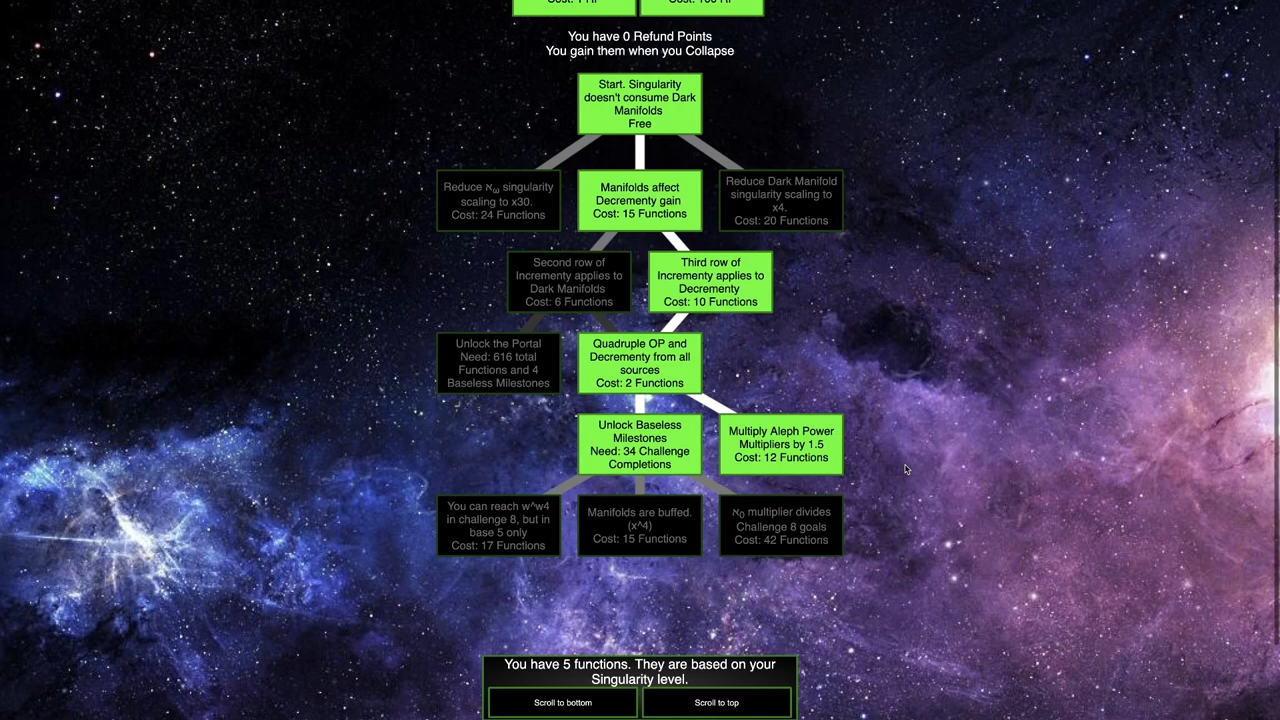 Cost: 1 HP
Cost: 100 HP
You have 0 Refund Points
You gain them when you Collapse
Start. Singularity
doesn't consume Dark
Manifolds
Free
Reduce ℵω singularity
scaling to x30.
Cost: 24 Functions
Manifolds affect
Decrementy gain
Cost: 15 Functions
Reduce Dark Manifold
singularity scaling to
x4.
Cost: 20 Functions
Second row of
Incrementy applies to
Dark Manifolds
Cost: 6 Functions
Third row of
Incrementy applies to
Decrementy
Cost: 10 Functions
Unlock the Portal
Need: 616 total
Functions and 4
Baseless Milestones
Quadruple OP and
Decrementy from all
sources
Cost: 2 Functions
Unlock Baseless
Milestones
Need: 34 Challenge
Completions
Multiply Aleph Power
Multipliers by 1.5
Cost: 12 Functions
You can reach w^w4
in challenge 8, but in
base 5 only
Cost: 17 Functions
Manifolds are buffed.
(x^4)
Cost: 15 Functions
ℵ0 multiplier divides
Challenge 8 goals
Cost: 42 Functions
You have 5 functions. They are based on your
Singularity level.
Scroll to bottom
Scroll to top